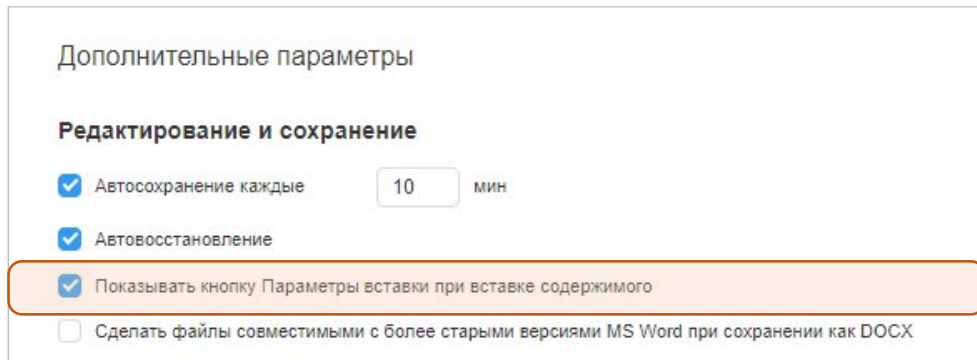 Дополнительные параметры
Редактирование и сохранение
Автосохранение каждые 10 мин
Автовосстановление
Показывать кнопку Параметры вставки при вставке содержимого
Сделать файлы совместимыми с более старыми версиями MS Word при сохранении как DOCX